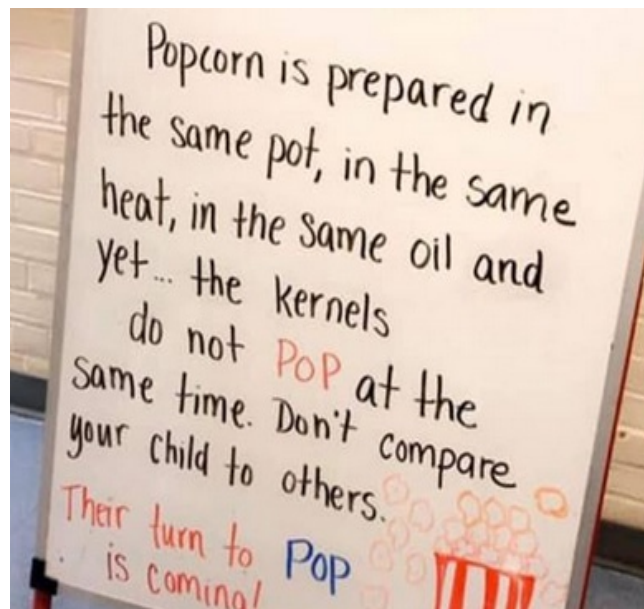 Popcorn is prepared in
the same pot, in the same
heat, in the same oil and
yet... the kernels
do not POP at the
same time. Don't compare
your child to others.
Their turn to POP
is coming!